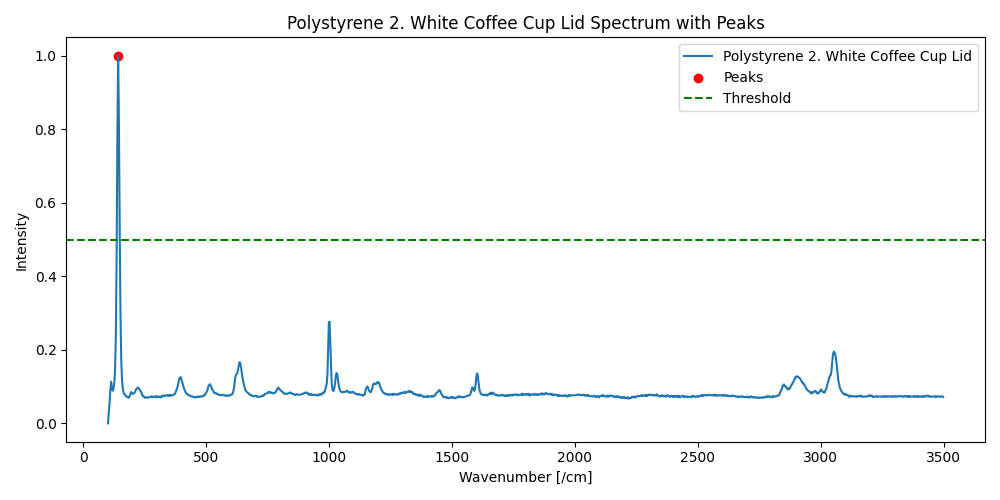 Polystyrene 2. White Coffee Cup Lid Spectrum with Peaks
Polystyrene 2. White Coffee Cup Lid
Peaks
Threshold
1.0
0.8
0.6
0.4
0.2
0.0
Intensity
0 500 1000 1500 2000 2500 3000 3500
Wavenumber [/cm]